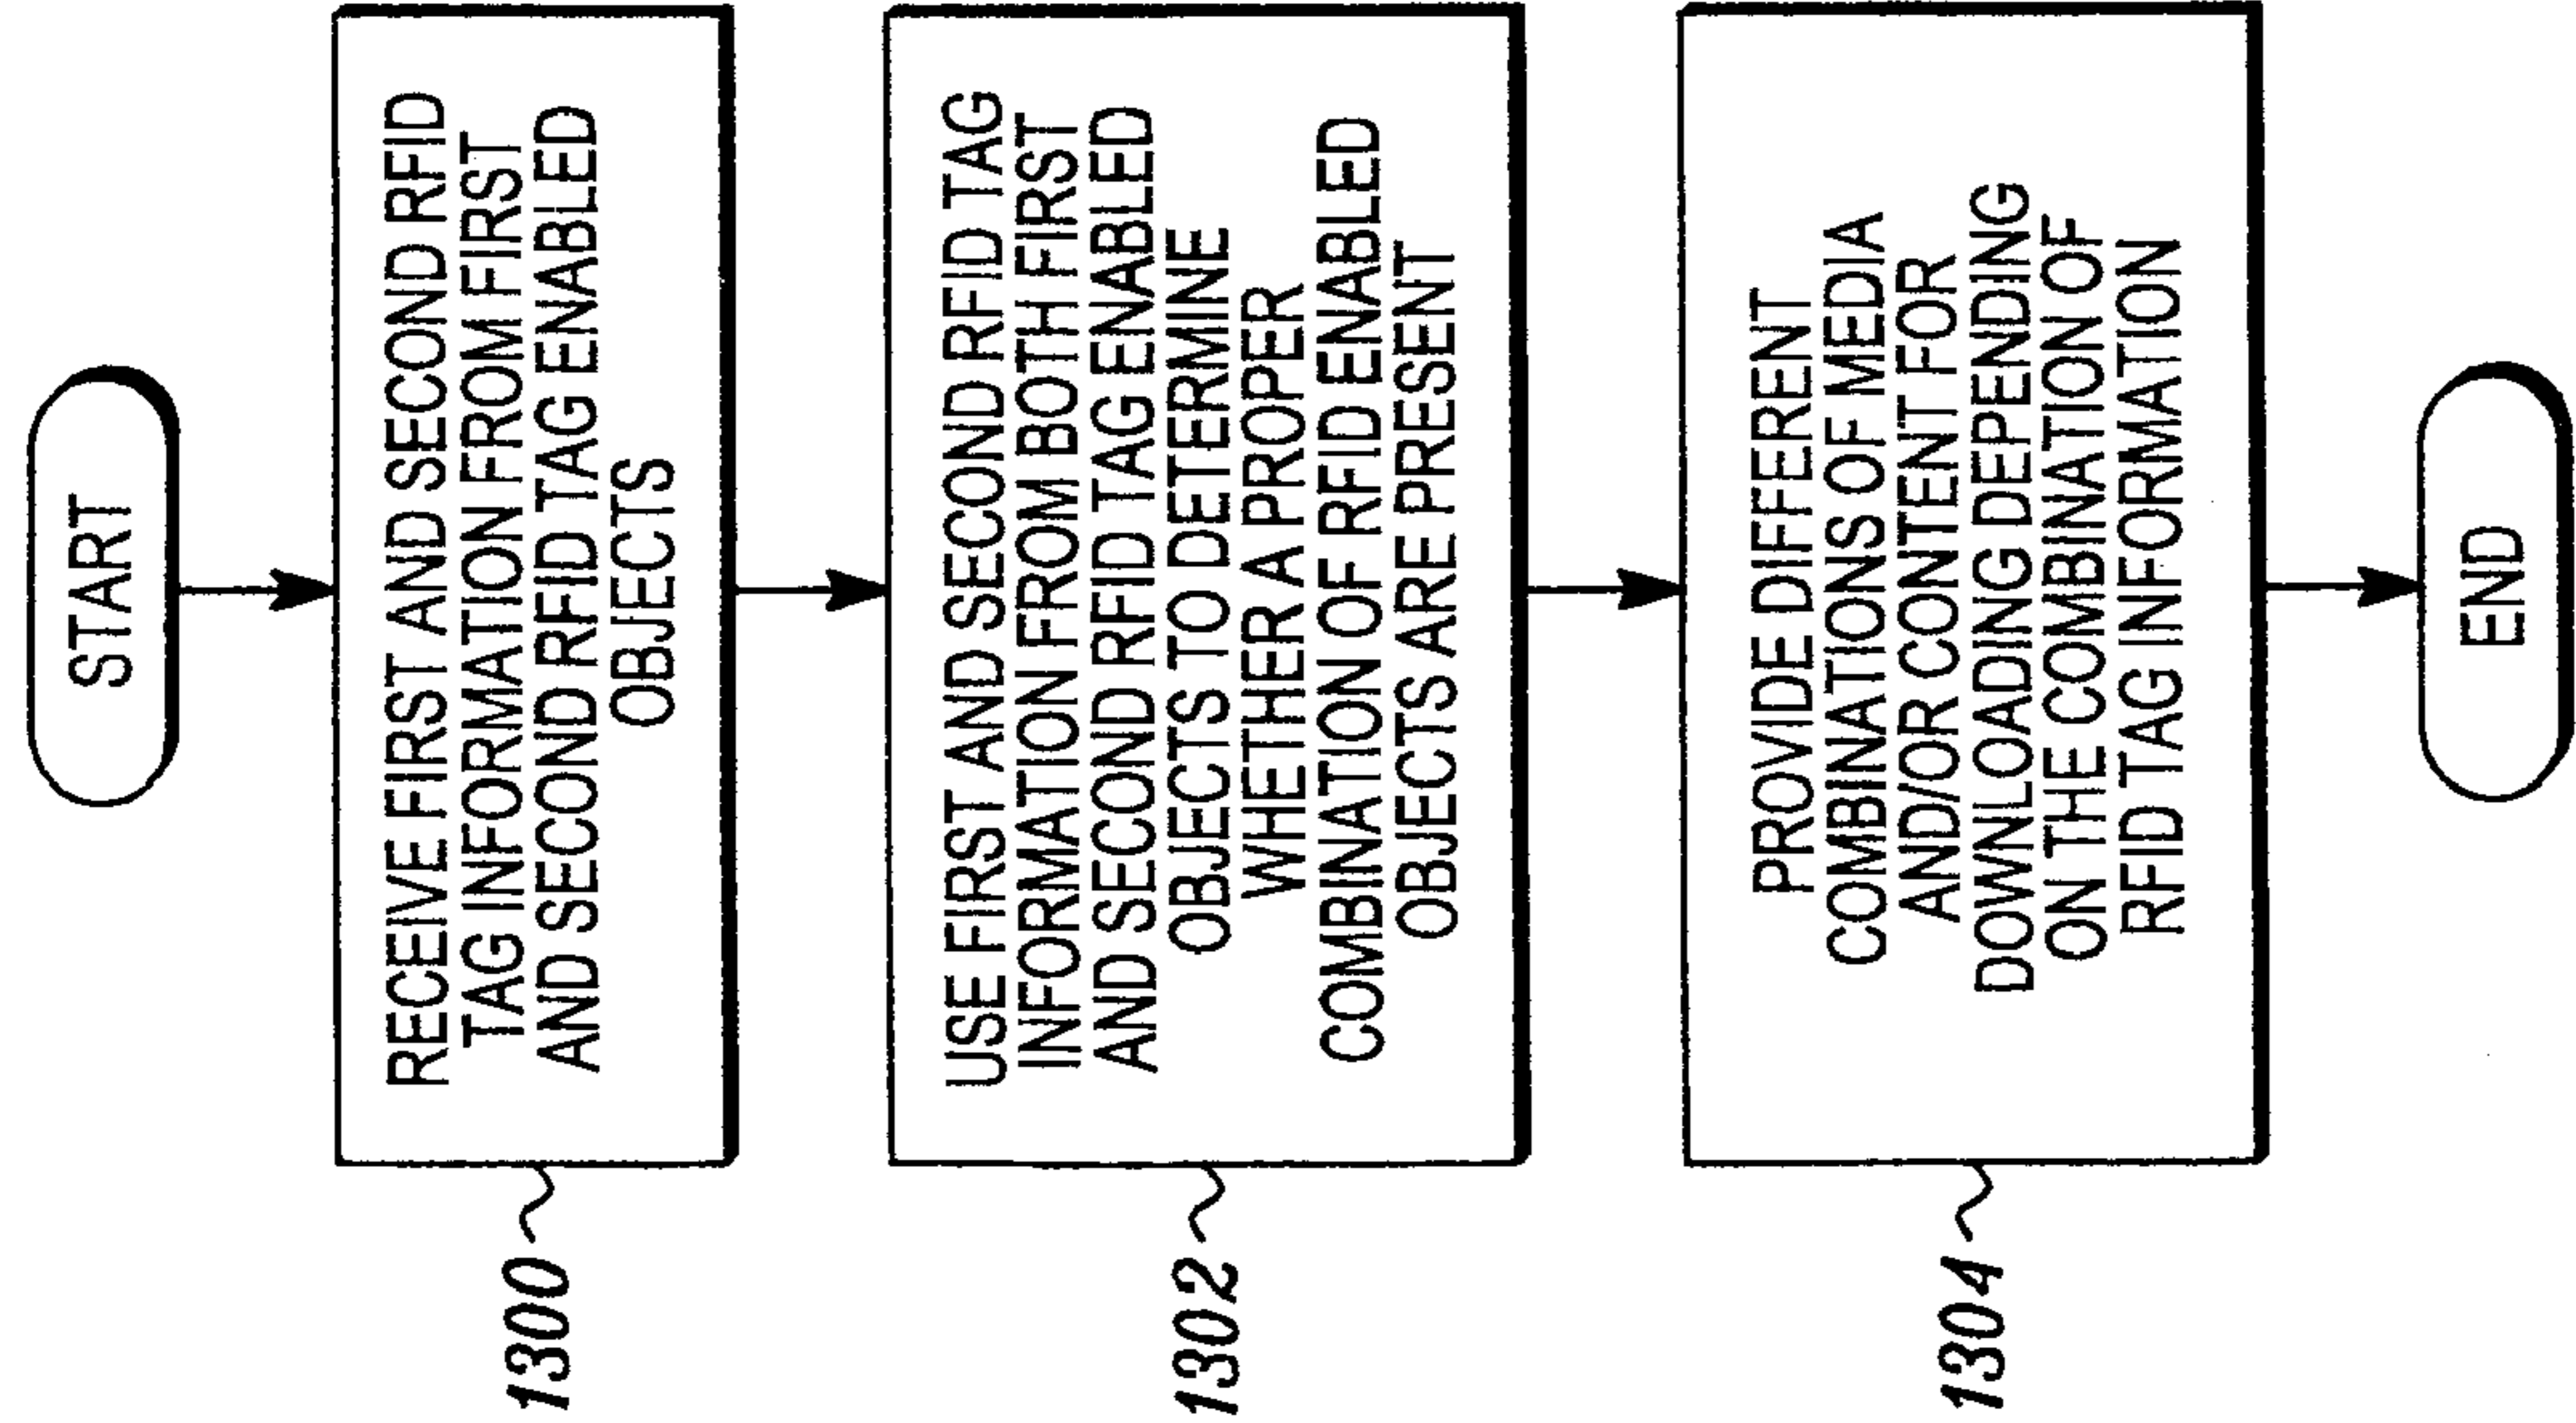 START
RECEIVE FIRST AND SECOND RFID
TAG INFORMATION FROM FIRST
AND SECOND RFID TAG ENABLED
OBJECTS
1300
USE FIRST AND SECOND RFID TAG
INFORMATION FROM BOTH FIRST
AND SECOND RFID TAG ENABLED
OBJECTS TO DETERMINE
WHETHER A PROPER
COMBINATION OF RFID ENABLED
OBJECTS ARE PRESENT
1302
PROVIDE DIFFERENT
COMBINATIONS OF MEDIA
AND/OR CONTENT FOR
DOWNLOADING DEPENDING
ON THE COMBINATION OF
RFID TAG INFORMATION
1304
END